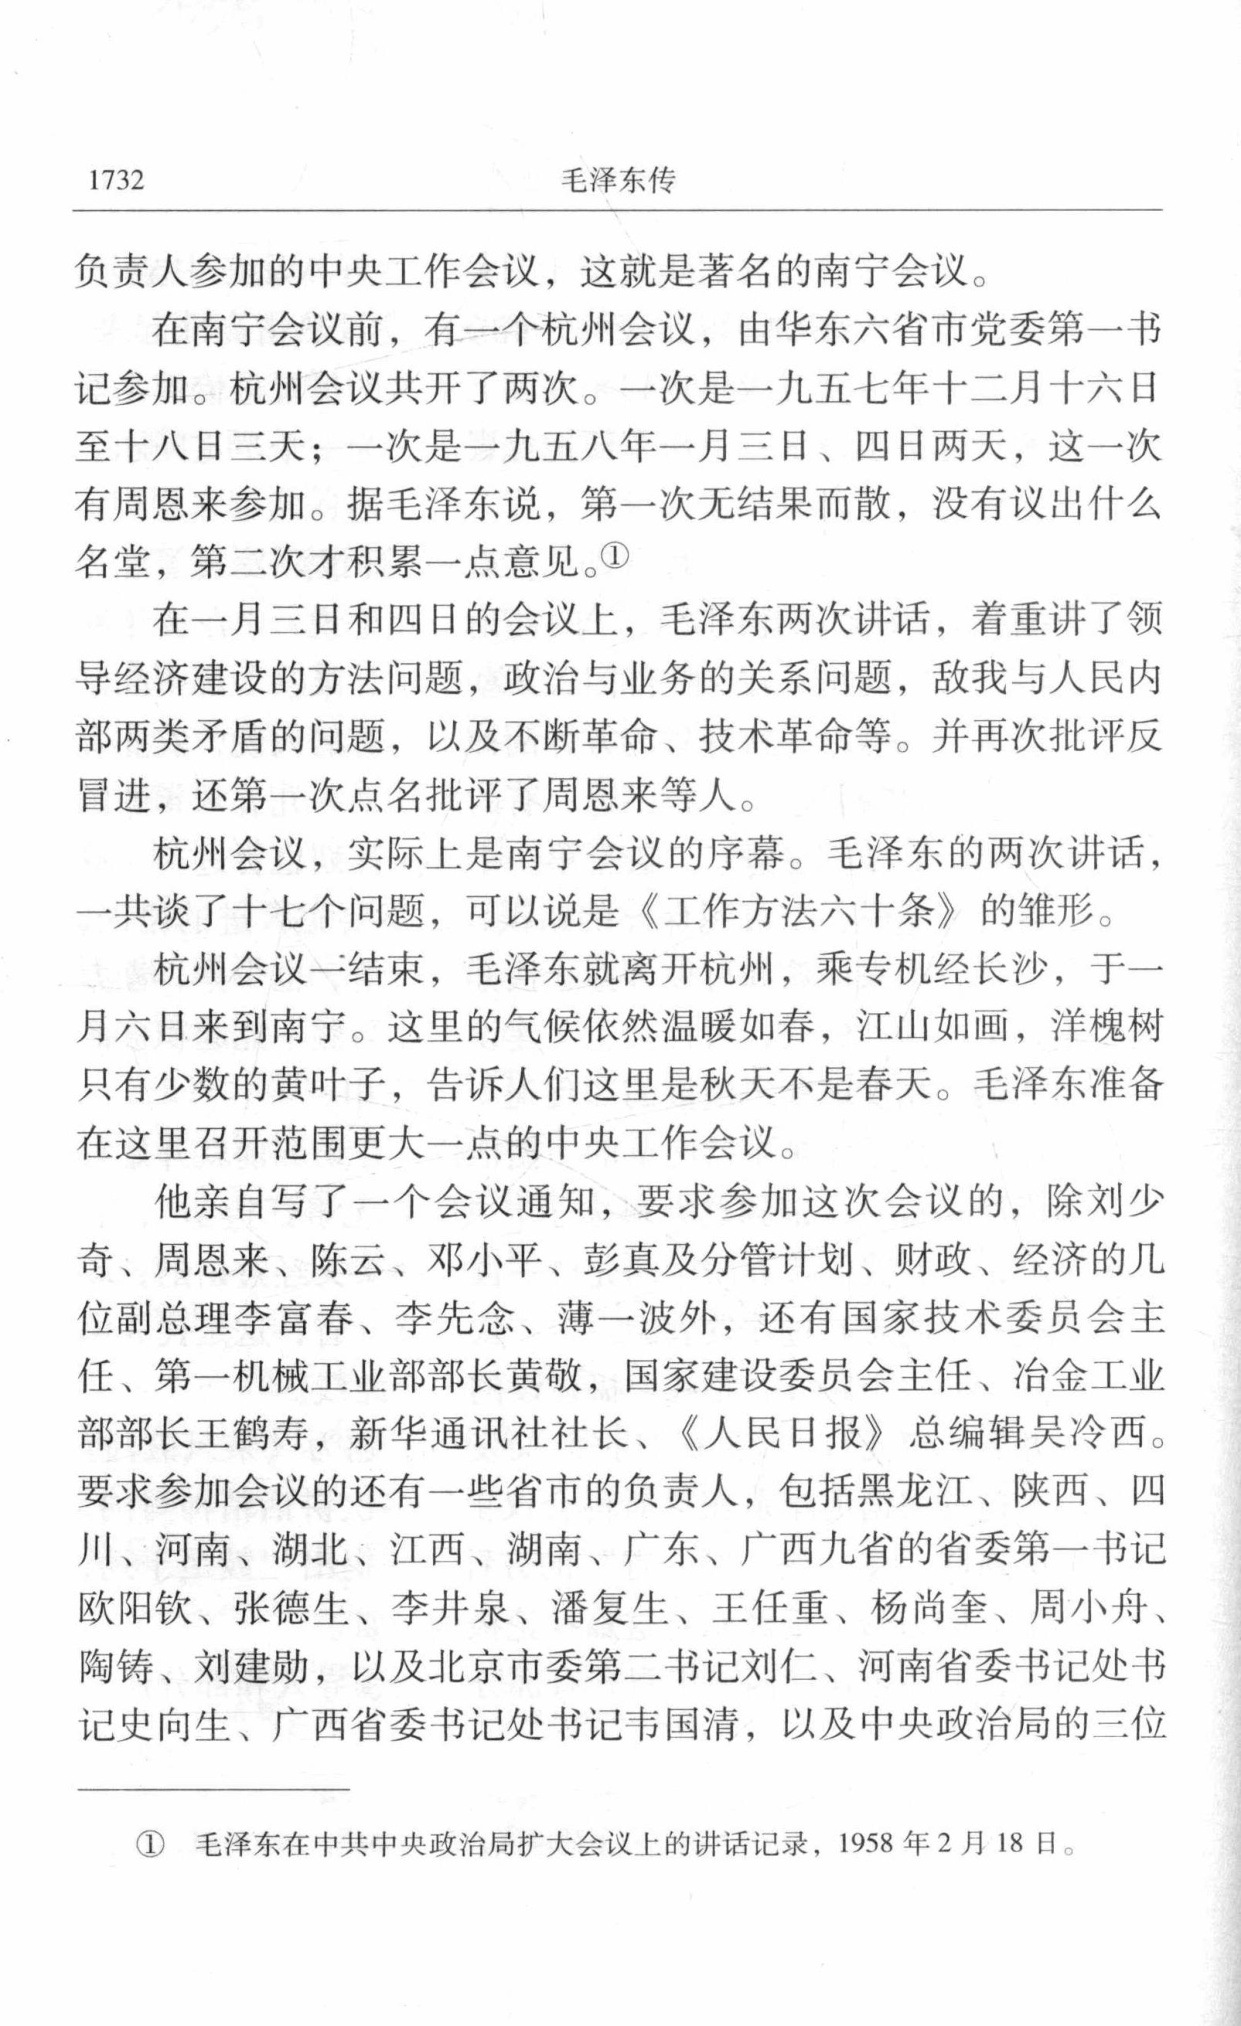 1732 毛泽东传
负责人参加的中央工作会议，这就是著名的南宁会议。
在南宁会议前，有一个杭州会议，由华东六省市党委第一书
记参加。杭州会议共开了两次。一次是一九五七年十二月十六日
至十八日三天；一次是一九五八年一月三日、四日两天，这一次
有周恩来参加。据毛泽东说，第一次无结果而散，没有议出什么
名堂，第二次才积累一点意见。①
在一月三日和四日的会议上，毛泽东两次讲话，着重讲了领
导经济建设的方法问题，政治与业务的关系问题，敌我与人民内
部两类矛盾的问题，以及不断革命、技术革命等。并再次批评反
冒进，还第一次点名批评了周恩来等人。
杭州会议，实际上是南宁会议的序幕。毛泽东的两次讲话，
一共谈了十七个问题，可以说是《工作方法六十条》的雏形。
杭州会议一结束，毛泽东就离开杭州，乘专机经长沙，于一
月六日来到南宁。这里的气候依然温暖如春，江山如画，洋槐树
只有少数的黄叶子，告诉人们这里是秋天不是春天。毛泽东准备
在这里召开范围更大一点的中央工作会议。
他亲自写了一个会议通知，要求参加这次会议的，除刘少
奇、周恩来、陈云、邓小平、彭真及分管计划、财政、经济的几
位副总理李富春、李先念、薄一波外，还有国家技术委员会主
任、第一机械工业部部长黄敬，国家建设委员会主任、冶金工业
部部长王鹤寿，新华通讯社社长、《人民日报》总编辑吴冷西。
要求参加会议的还有一些省市的负责人，包括黑龙江、陕西、四
川、河南、湖北、江西、湖南、广东、广西九省的省委第一书记
欧阳钦、张德生、李井泉、潘复生、王任重、杨尚奎、周小舟、
陶铸、刘建勋，以及北京市委第二书记刘仁、河南省委书记处书
记史向生、广西省委书记处书记韦国清，以及中央政治局的三位
① 毛泽东在中共中央政治局扩大会议上的讲话记录，1958年2月18日。